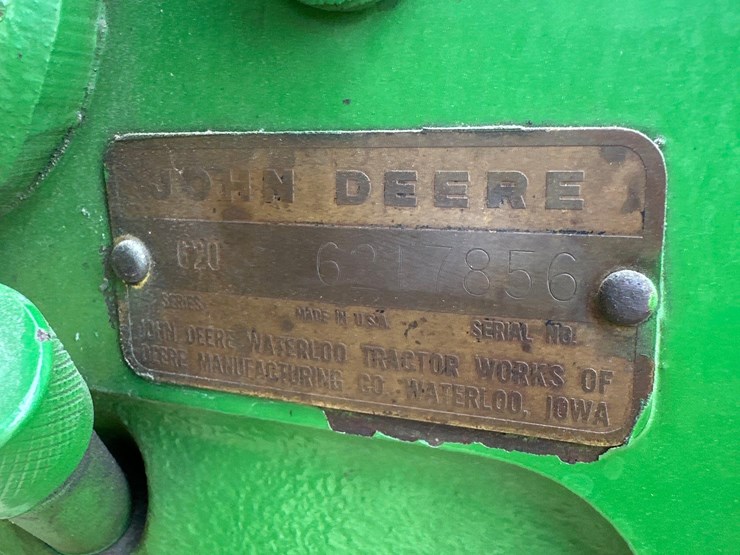 JOHN DEERE
620 6217856
SERIES MADE IN U.S.A. SERIAL NO.
JOHN DEERE WATERLOO TRACTOR WORKS OF
DEERE MANUFACTURING CO. WATERLOO, IOWA